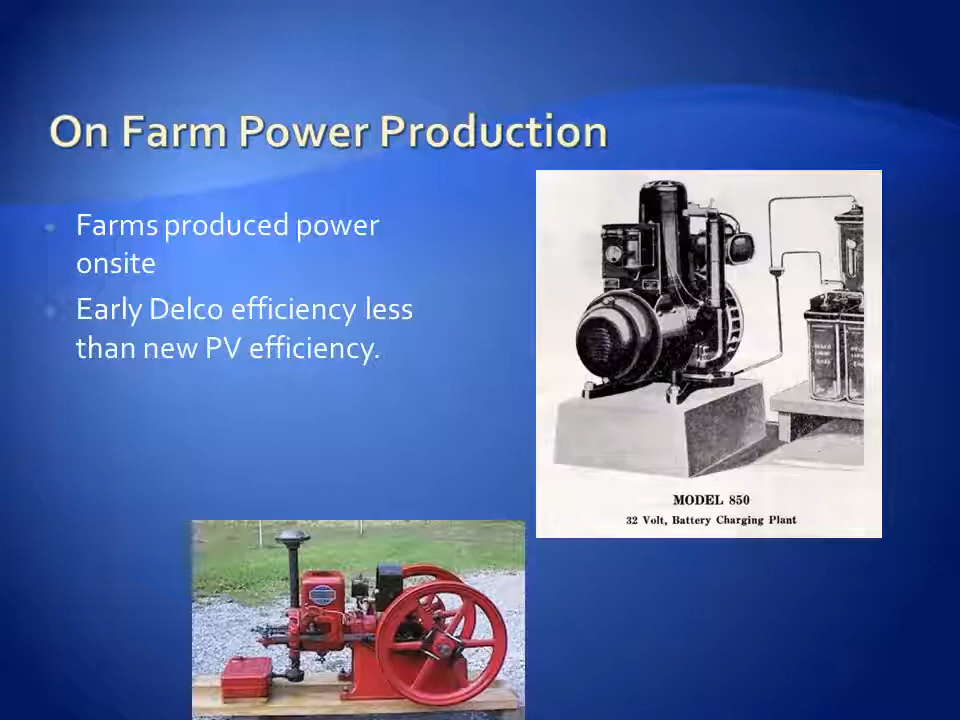 On Farm Power Production
Farms produced power
onsite
Early Delco efficiency less
than new PV efficiency.
MODEL 850
32 Volt, Battery Charging Plant